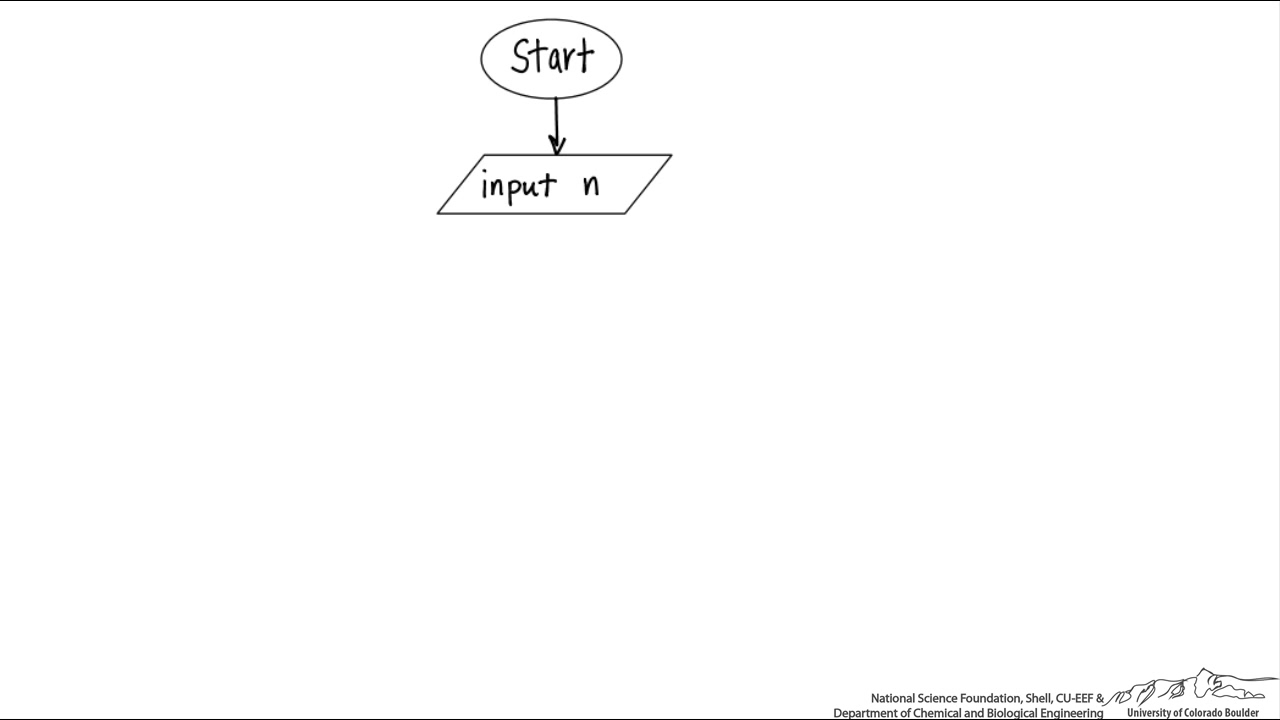 Start
input n
National Science Foundation, Shell, CU-EEF &
Department of Chemical and Biological Engineering
University of Colorado Boulder